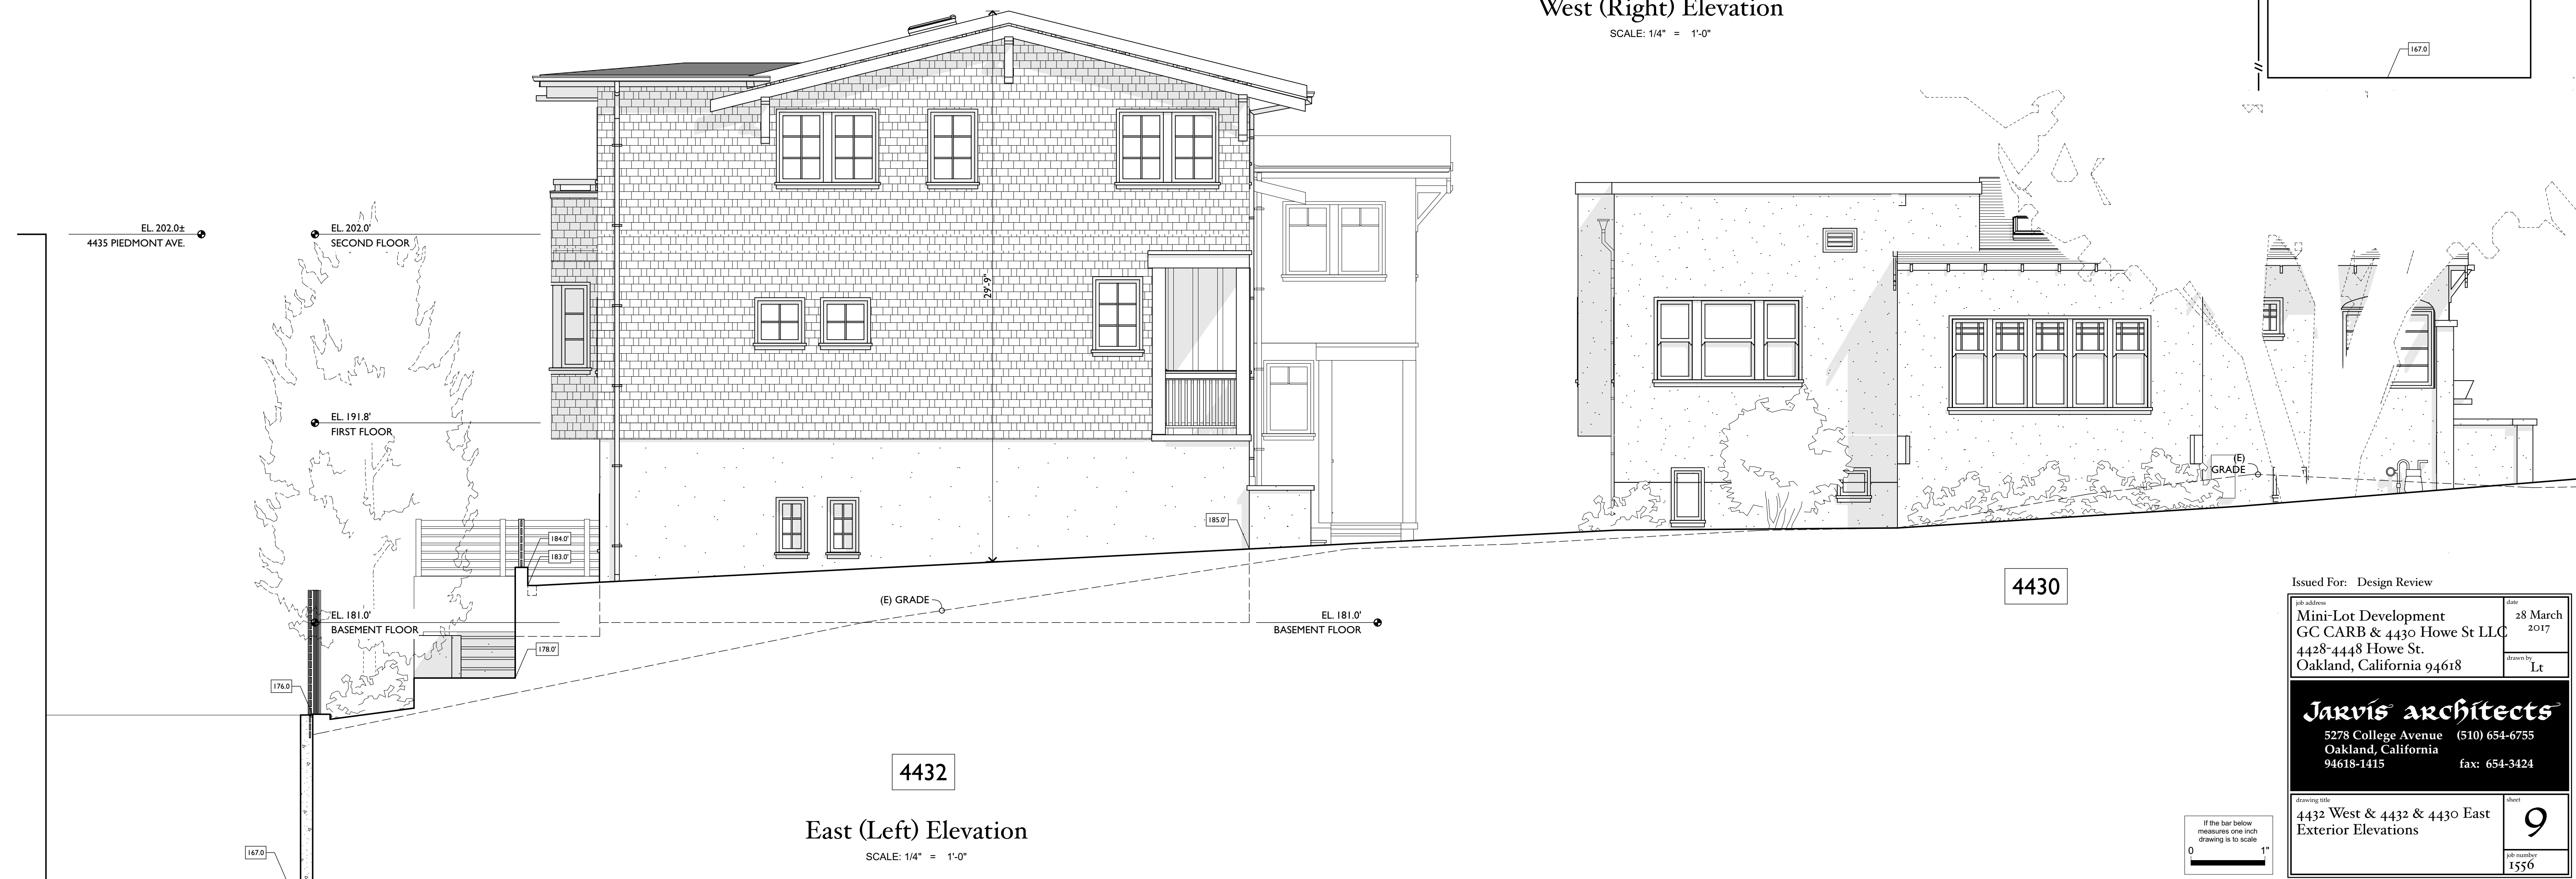 West (Right) Elevation
SCALE: 1/4" = 1'-0"
167.0
EL. 202.0±
4435 PIEDMONT AVE.
EL. 202.0'
SECOND FLOOR
29'-9"
EL. 191.8'
FIRST FLOOR
(E)
GRADE
185.0'
184.0'
183.0'
(E) GRADE
EL. 181.0'
BASEMENT FLOOR
EL. 181.0'
BASEMENT FLOOR
178.0'
176.0
167.0
4432
4430
East (Left) Elevation
SCALE: 1/4" = 1'-0"
If the bar below
measures one inch
drawing is to scale
0 1"
Issued For: Design Review
job address
Mini-Lot Development
GC CARB & 4430 Howe St LLC
4428-4448 Howe St.
Oakland, California 94618
date
28 March
2017
drawn by
Lt
Jarvis Architects
5278 College Avenue (510) 654-6755
Oakland, California
94618-1415 fax: 654-3424
drawing title
4432 West & 4432 & 4430 East
Exterior Elevations
sheet
9
job number
1556